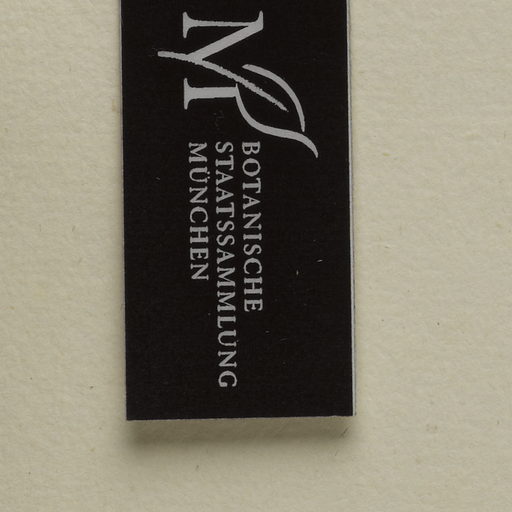 M
BOTANISCHE
STAATSSAMMLUNG
MÜNCHEN